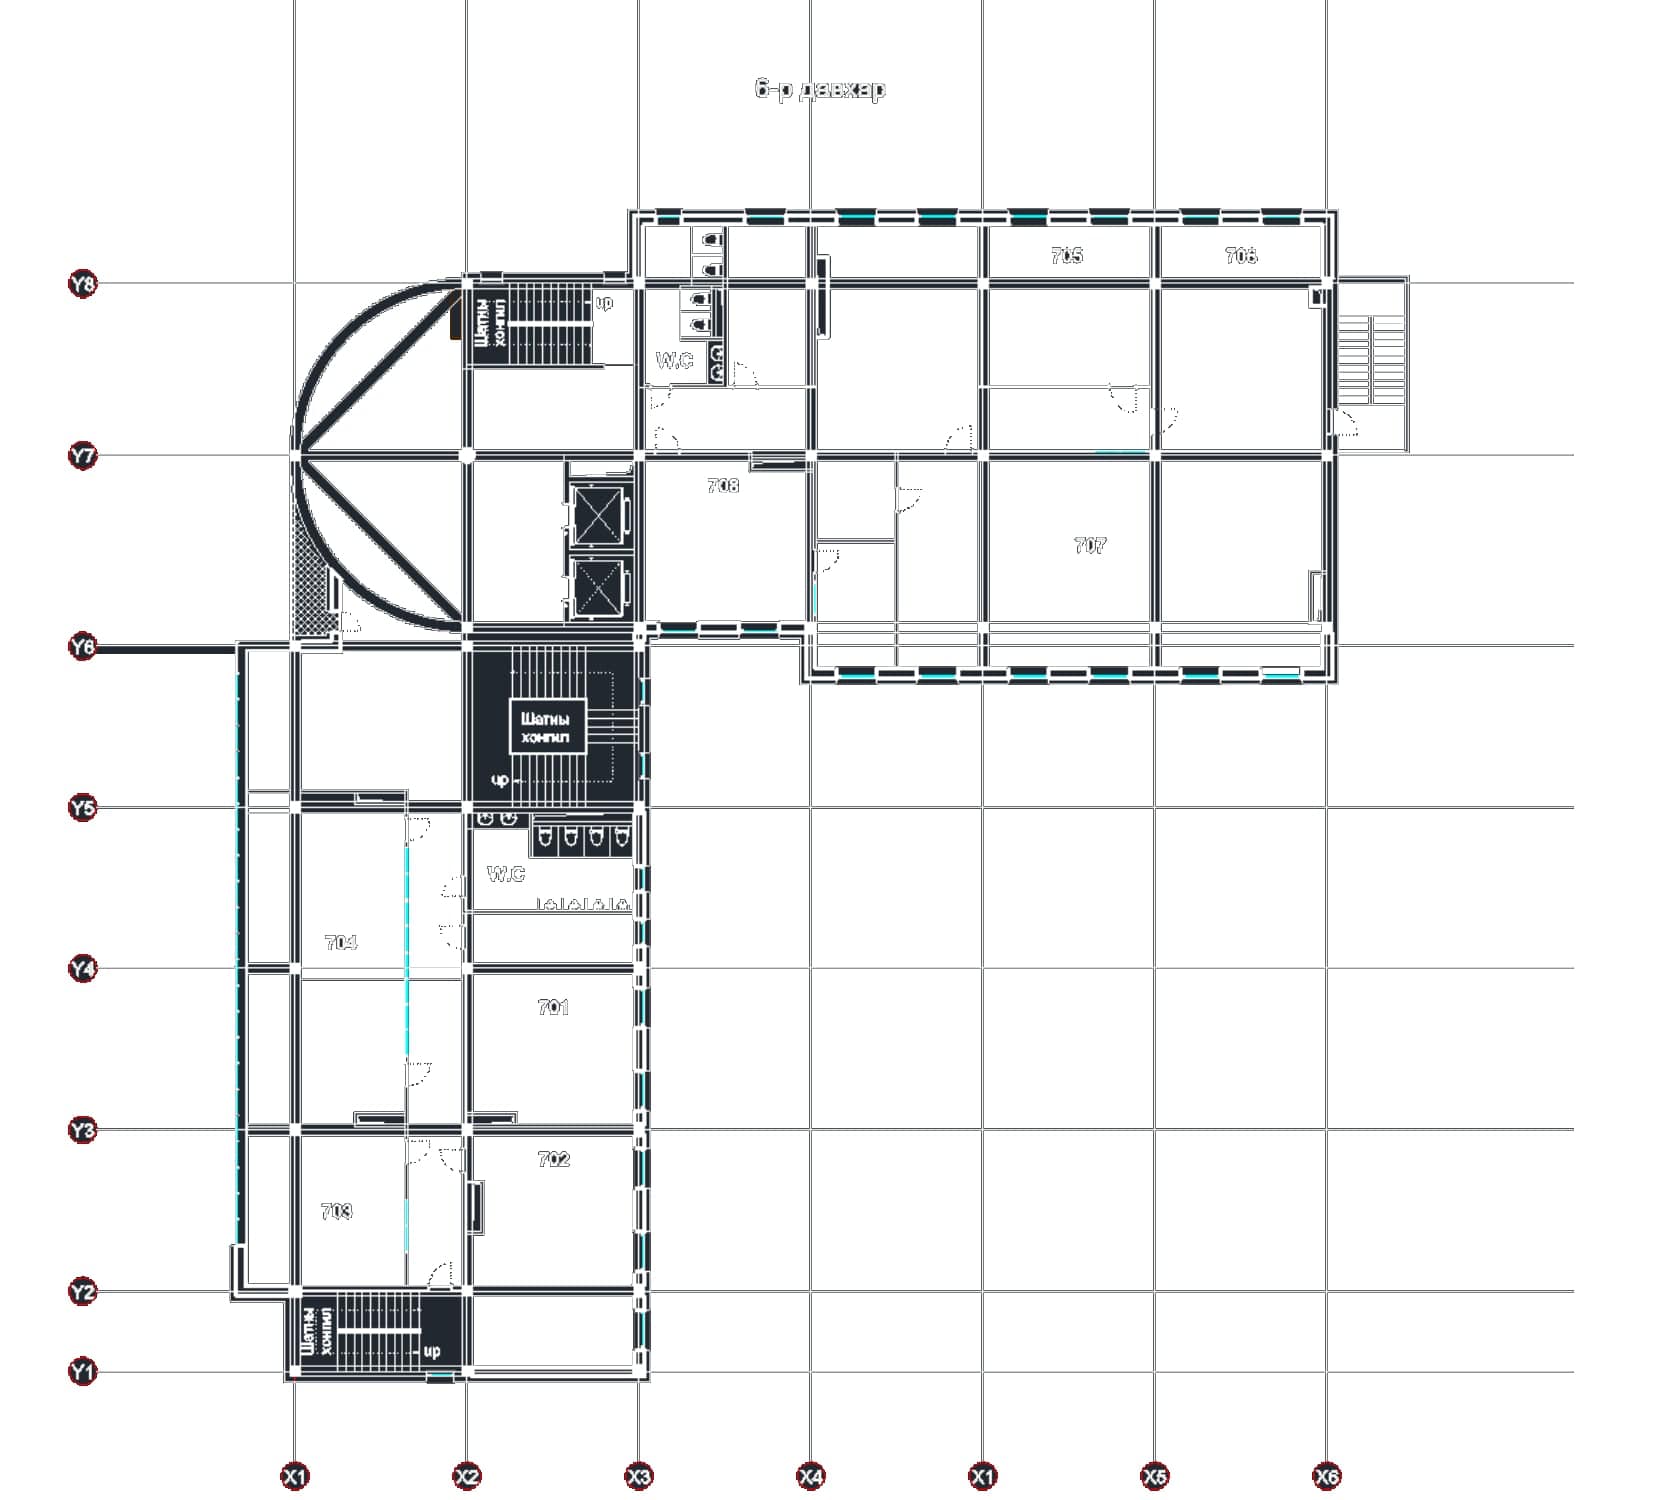 6-р давхар
705
706
Y8
Шатны
хонгил
up
W.C
Y7
708
707
Y6
Шатны
хонгил
up
Y5
W.C
704
Y4
701
Y3
702
703
Y2
Шатны
хонгил
up
Y1
X1 X2 X3 X4 X1 X5 X6